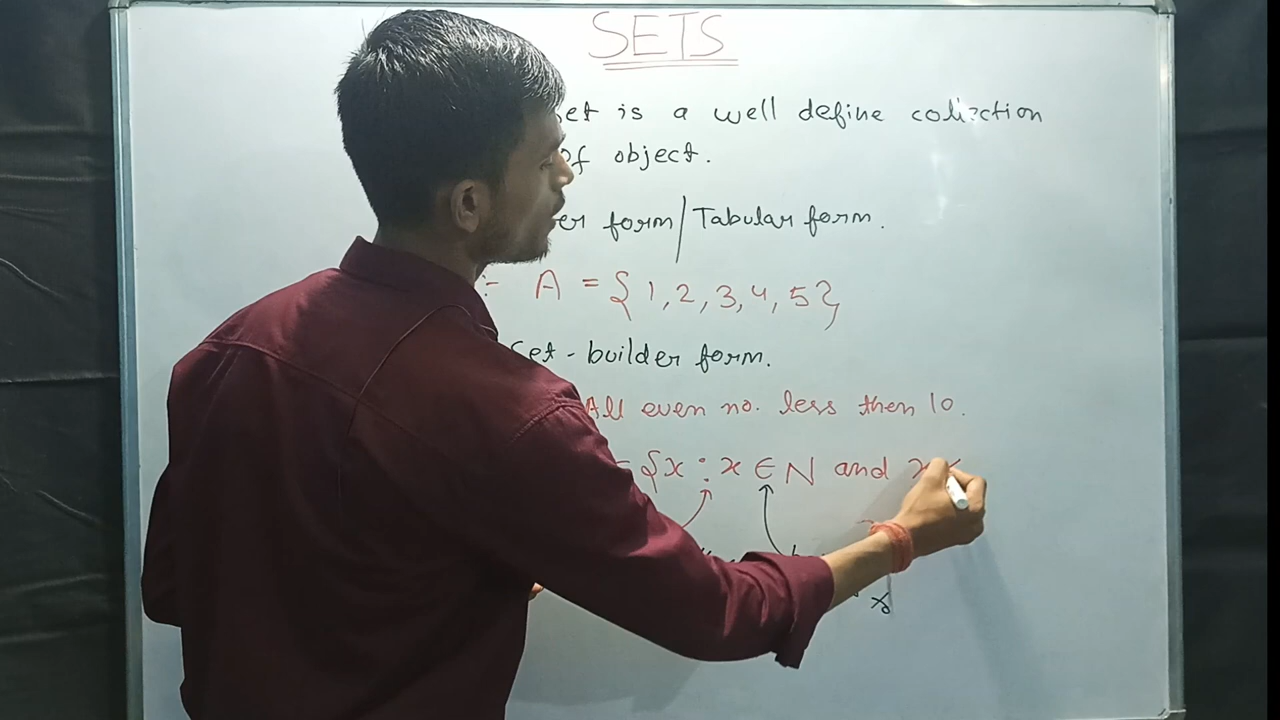 SETS
et is a well define collection
of object.
er form/Tabular form.
:- A = {1,2,3,4,5},
Set-builder form.
All even no. less then 10.
= {x : x ∈ N and x <